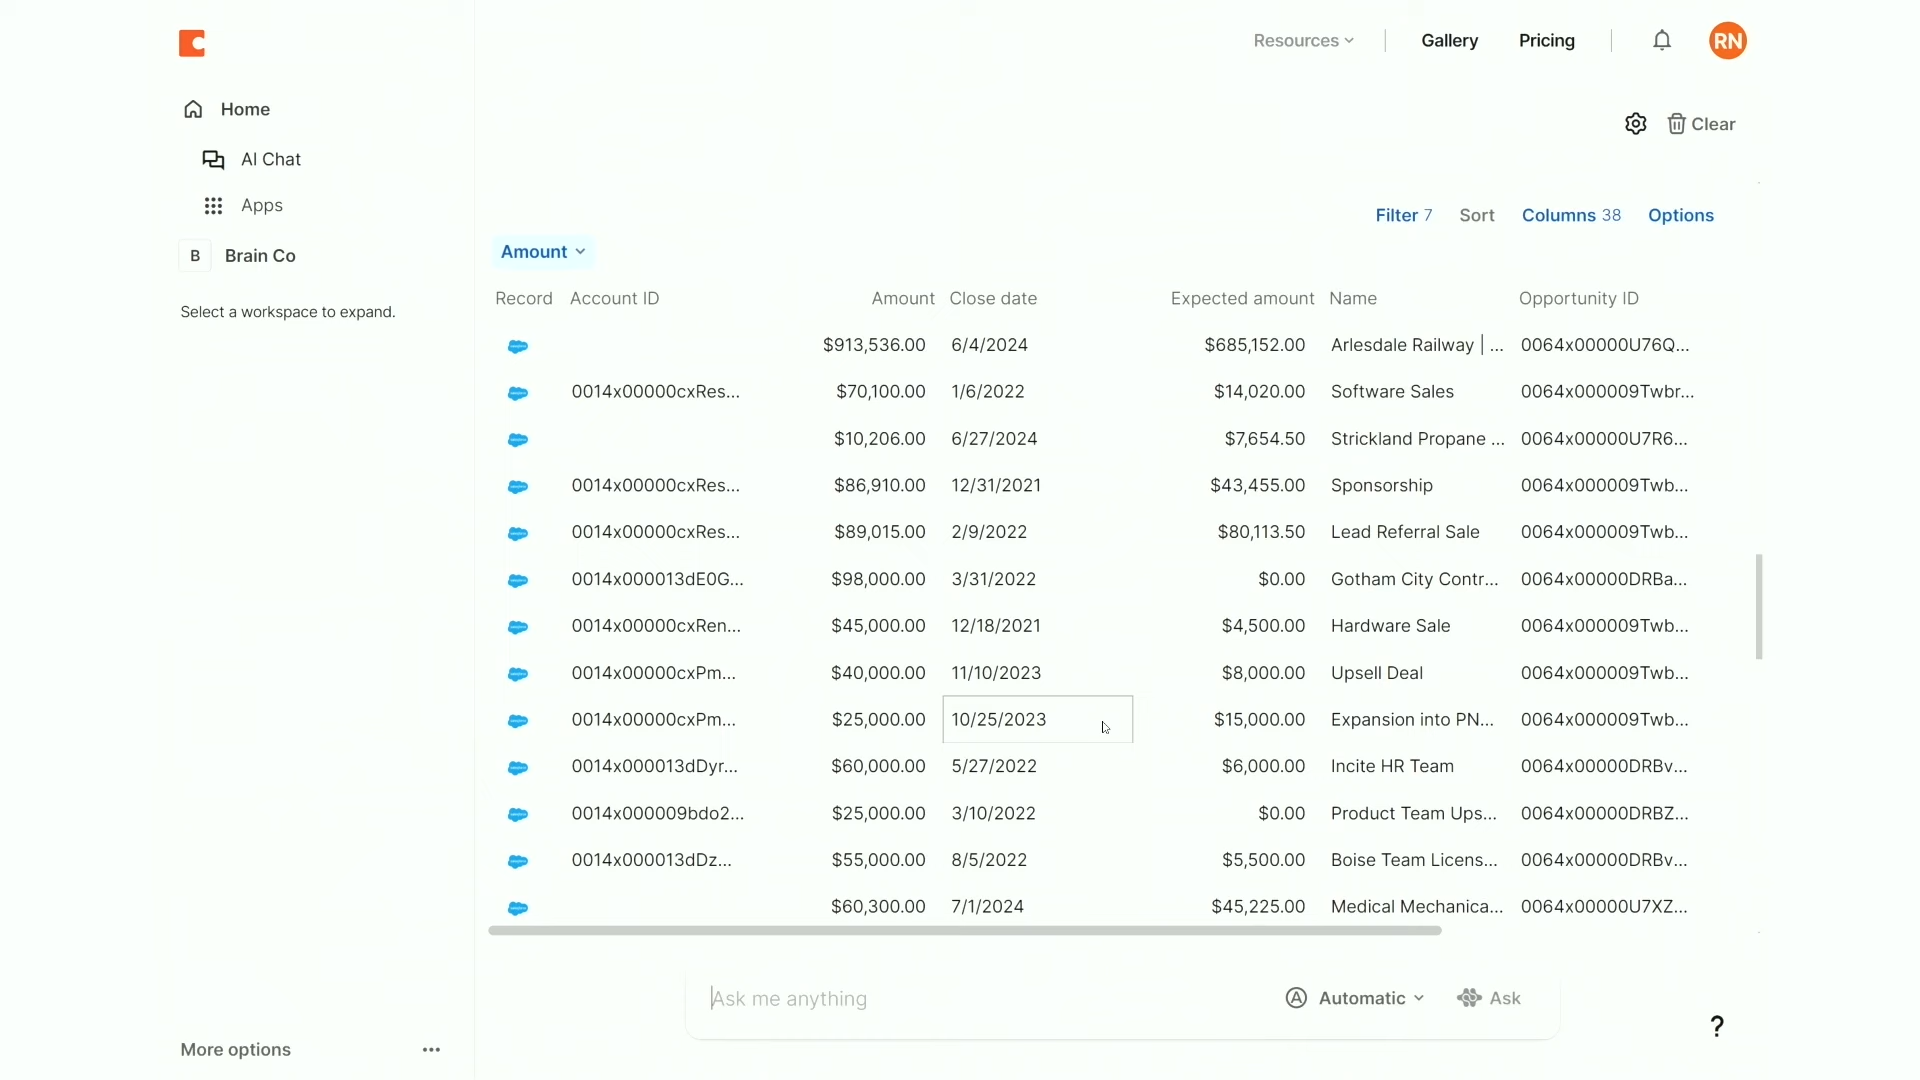 Resources
Gallery
Pricing
RN
Home
AI Chat
Apps
B Brain Co
Select a workspace to expand.
More options
Clear
Filter 7 Sort Columns 38 Options
Amount
Record Account ID Amount Close date Expected amount Name Opportunity ID
$913,536.00 6/4/2024 $685,152.00 Arlesdale Railway | ... 0064x00000U76Q...
0014x00000cxRes... $70,100.00 1/6/2022 $14,020.00 Software Sales 0064x000009Twbr...
$10,206.00 6/27/2024 $7,654.50 Strickland Propane ... 0064x00000U7R6...
0014x00000cxRes... $86,910.00 12/31/2021 $43,455.00 Sponsorship 0064x000009Twb...
0014x00000cxRes... $89,015.00 2/9/2022 $80,113.50 Lead Referral Sale 0064x000009Twb...
0014x000013dE0G... $98,000.00 3/31/2022 $0.00 Gotham City Contr... 0064x00000DRBa...
0014x00000cxRen... $45,000.00 12/18/2021 $4,500.00 Hardware Sale 0064x000009Twb...
0014x00000cxPm... $40,000.00 11/10/2023 $8,000.00 Upsell Deal 0064x000009Twb...
0014x00000cxPm... $25,000.00 10/25/2023 $15,000.00 Expansion into PN... 0064x000009Twb...
0014x000013dDyr... $60,000.00 5/27/2022 $6,000.00 Incite HR Team 0064x00000DRBv...
0014x000009bdo2... $25,000.00 3/10/2022 $0.00 Product Team Ups... 0064x00000DRBZ...
0014x000013dDz... $55,000.00 8/5/2022 $5,500.00 Boise Team Licens... 0064x00000DRBv...
$60,300.00 7/1/2024 $45,225.00 Medical Mechanica... 0064x00000U7XZ...
Ask me anything
Automatic
Ask
?